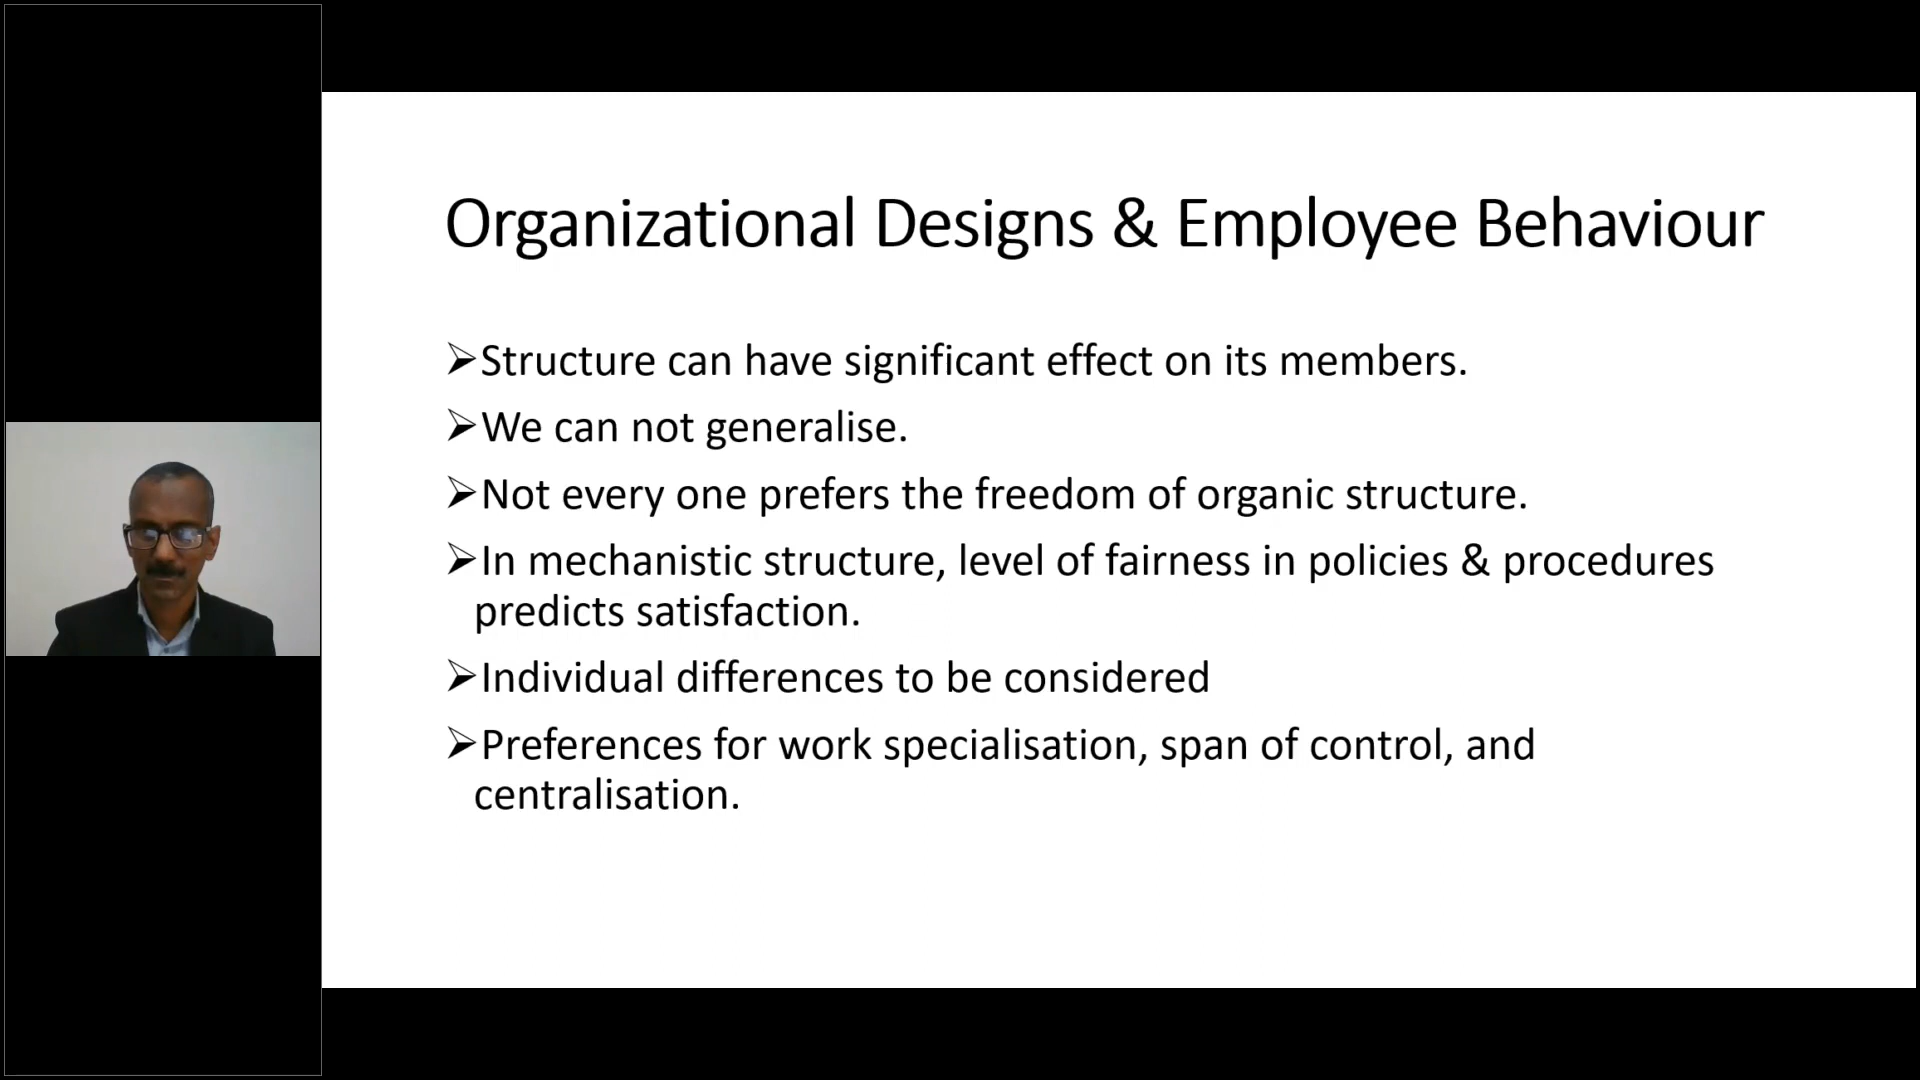 Organizational Designs & Employee Behaviour
➢Structure can have significant effect on its members.
➢We can not generalise.
➢Not every one prefers the freedom of organic structure.
➢In mechanistic structure, level of fairness in policies & procedures
predicts satisfaction.
➢Individual differences to be considered
➢Preferences for work specialisation, span of control, and
centralisation.